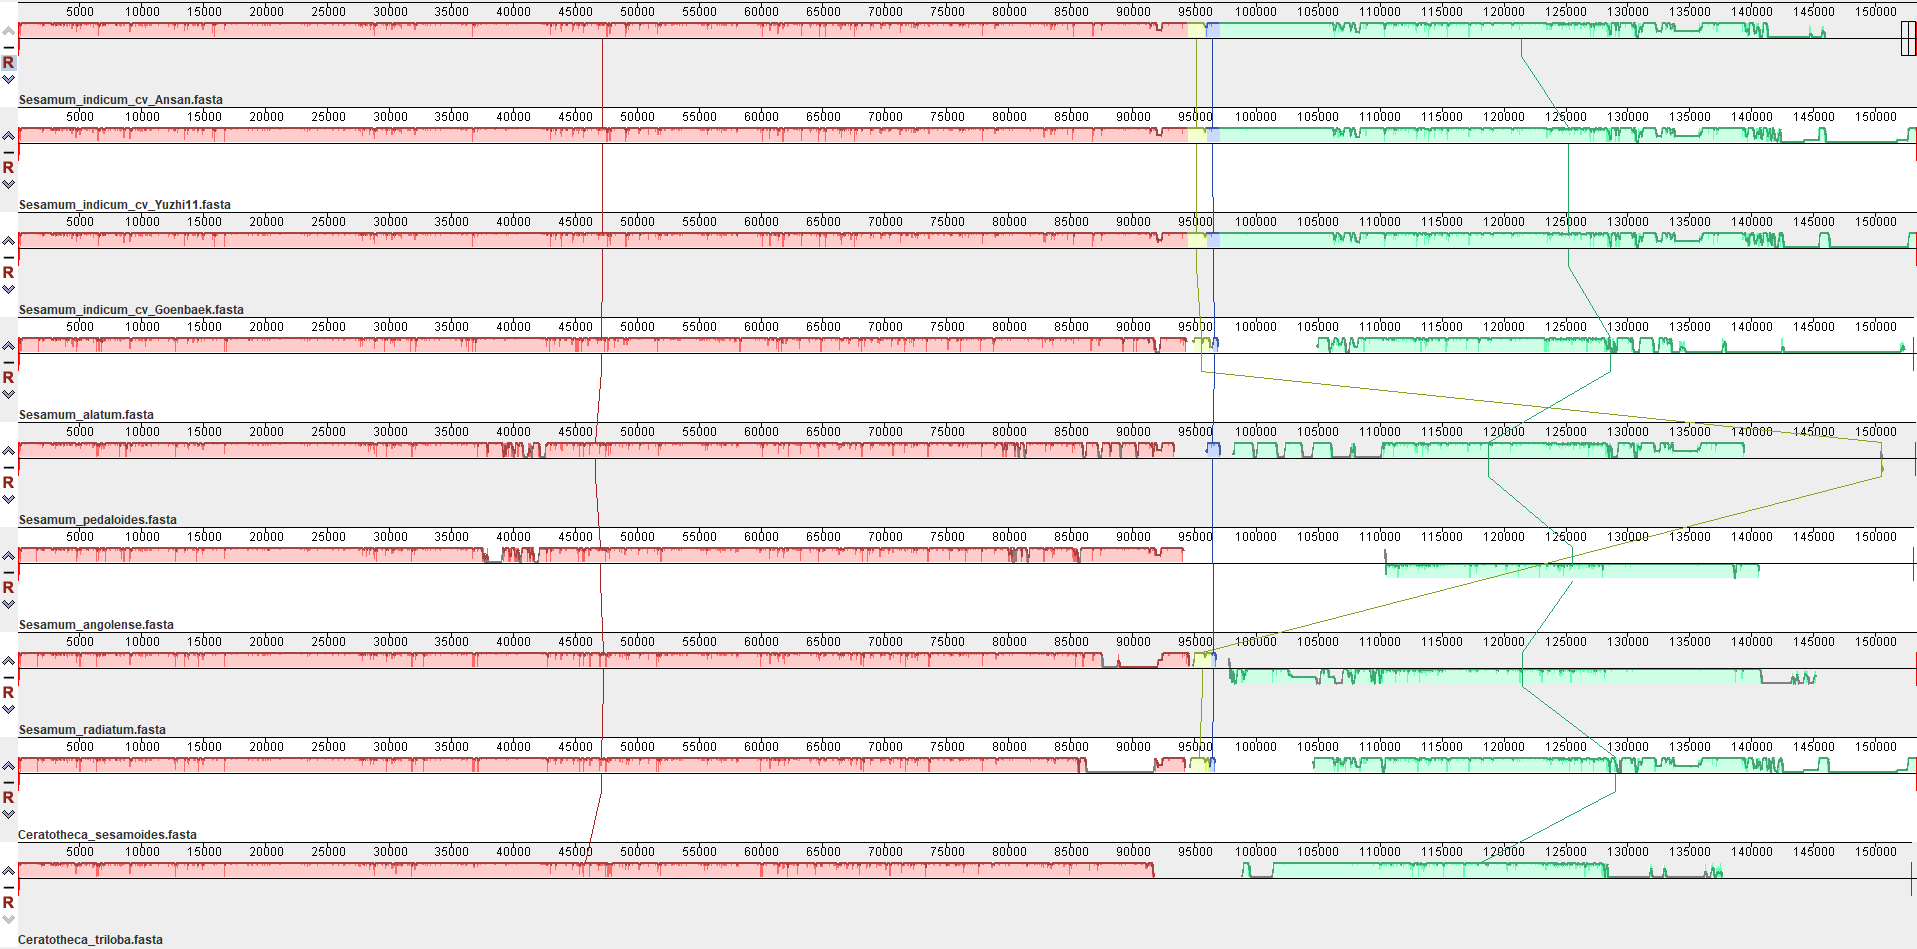 5000 10000 15000 20000 25000 30000 35000 40000 45000 50000 55000 60000 65000 70000 75000 80000 85000 90000 95000 100000 105000 110000 115000 120000 125000 130000 135000 140000 145000 150000
R
Sesamum_indicum_cv_Ansan.fasta
5000 10000 15000 20000 25000 30000 35000 40000 45000 50000 55000 60000 65000 70000 75000 80000 85000 90000 95000 100000 105000 110000 115000 120000 125000 130000 135000 140000 145000 150000
R
Sesamum_indicum_cv_Yuzhi11.fasta
5000 10000 15000 20000 25000 30000 35000 40000 45000 50000 55000 60000 65000 70000 75000 80000 85000 90000 95000 100000 105000 110000 115000 120000 125000 130000 135000 140000 145000 150000
R
Sesamum_indicum_cv_Goenbaek.fasta
5000 10000 15000 20000 25000 30000 35000 40000 45000 50000 55000 60000 65000 70000 75000 80000 85000 90000 95000 100000 105000 110000 115000 120000 125000 130000 135000 140000 145000 150000
R
Sesamum_alatum.fasta
5000 10000 15000 20000 25000 30000 35000 40000 45000 50000 55000 60000 65000 70000 75000 80000 85000 90000 95000 100000 105000 110000 115000 120000 125000 130000 135000 140000 145000 150000
R
Sesamum_pedaloides.fasta
5000 10000 15000 20000 25000 30000 35000 40000 45000 50000 55000 60000 65000 70000 75000 80000 85000 90000 95000 100000 105000 110000 115000 120000 125000 130000 135000 140000 145000 150000
R
Sesamum_angolense.fasta
5000 10000 15000 20000 25000 30000 35000 40000 45000 50000 55000 60000 65000 70000 75000 80000 85000 90000 95000 100000 105000 110000 115000 120000 125000 130000 135000 140000 145000 150000
R
Sesamum_radiatum.fasta
5000 10000 15000 20000 25000 30000 35000 40000 45000 50000 55000 60000 65000 70000 75000 80000 85000 90000 95000 100000 105000 110000 115000 120000 125000 130000 135000 140000 145000 150000
R
Ceratotheca_sesamoides.fasta
5000 10000 15000 20000 25000 30000 35000 40000 45000 50000 55000 60000 65000 70000 75000 80000 85000 90000 95000 100000 105000 110000 115000 120000 125000 130000 135000 140000 145000 150000
R
Ceratotheca_triloba.fasta